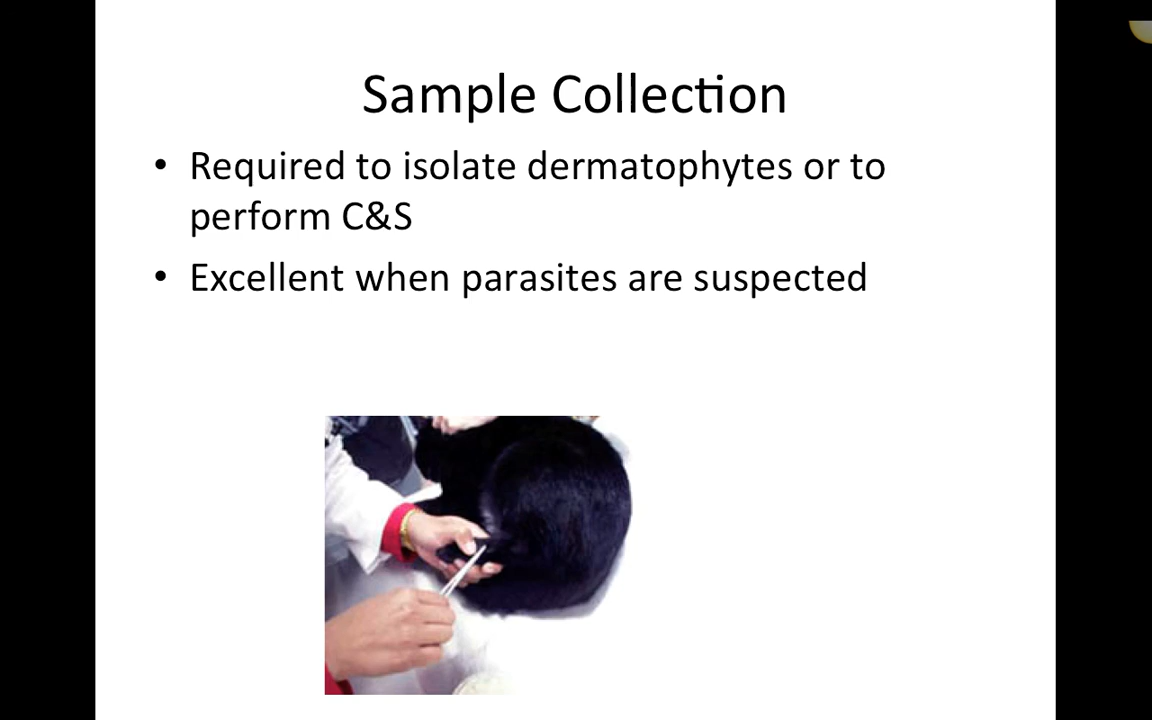 Sample Collection
• Required to isolate dermatophytes or to
perform C&S
• Excellent when parasites are suspected